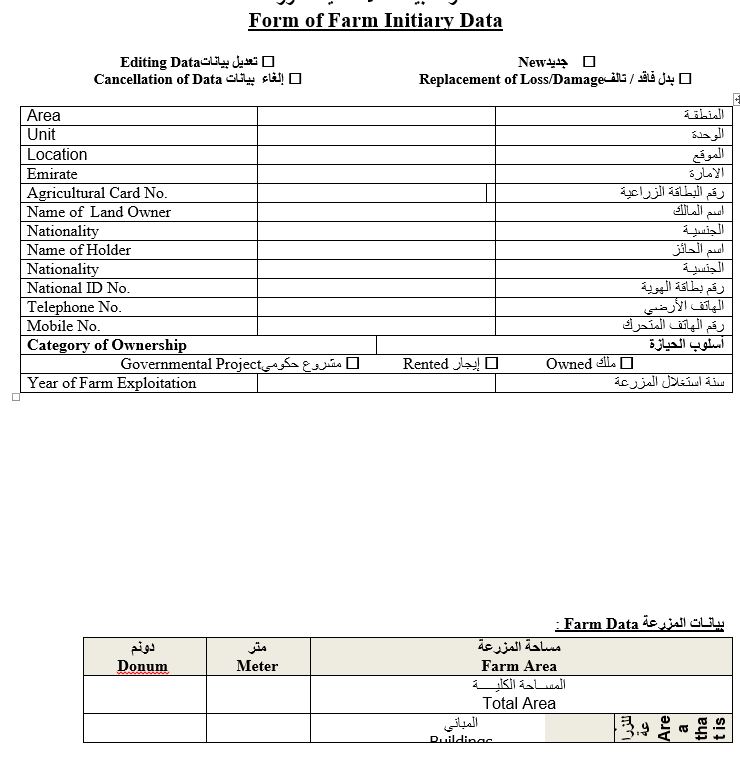 Form of Farm Initiary Data
Editing Data تعديل بيانات ☐
New جديد ☐
Cancellation of Data إلغاء بيانات ☐
Replacement of Loss/Damage بدل فاقد / تالف ☐
Area المنطقة
Unit الوحدة
Location الموقع
Emirate الامارة
Agricultural Card No. رقم البطاقة الزراعية
Name of Land Owner اسم المالك
Nationality الجنسية
Name of Holder اسم الحائز
Nationality الجنسية
National ID No. رقم بطاقة الهوية
Telephone No. الهاتف الأرضي
Mobile No. رقم الهاتف المتحرك
Category of Ownership أسلوب الحيازة
Governmental Project مشروع حكومي ☐ Rented إيجار ☐ Owned ملك ☐
Year of Farm Exploitation سنة استغلال المزرعة
بيانات المزرعة Farm Data :
دونم
Donum
متر
Meter
مساحة المزرعة
Farm Area
المساحة الكلية
Total Area
المباني
Buildings
Are
a
tha
t is